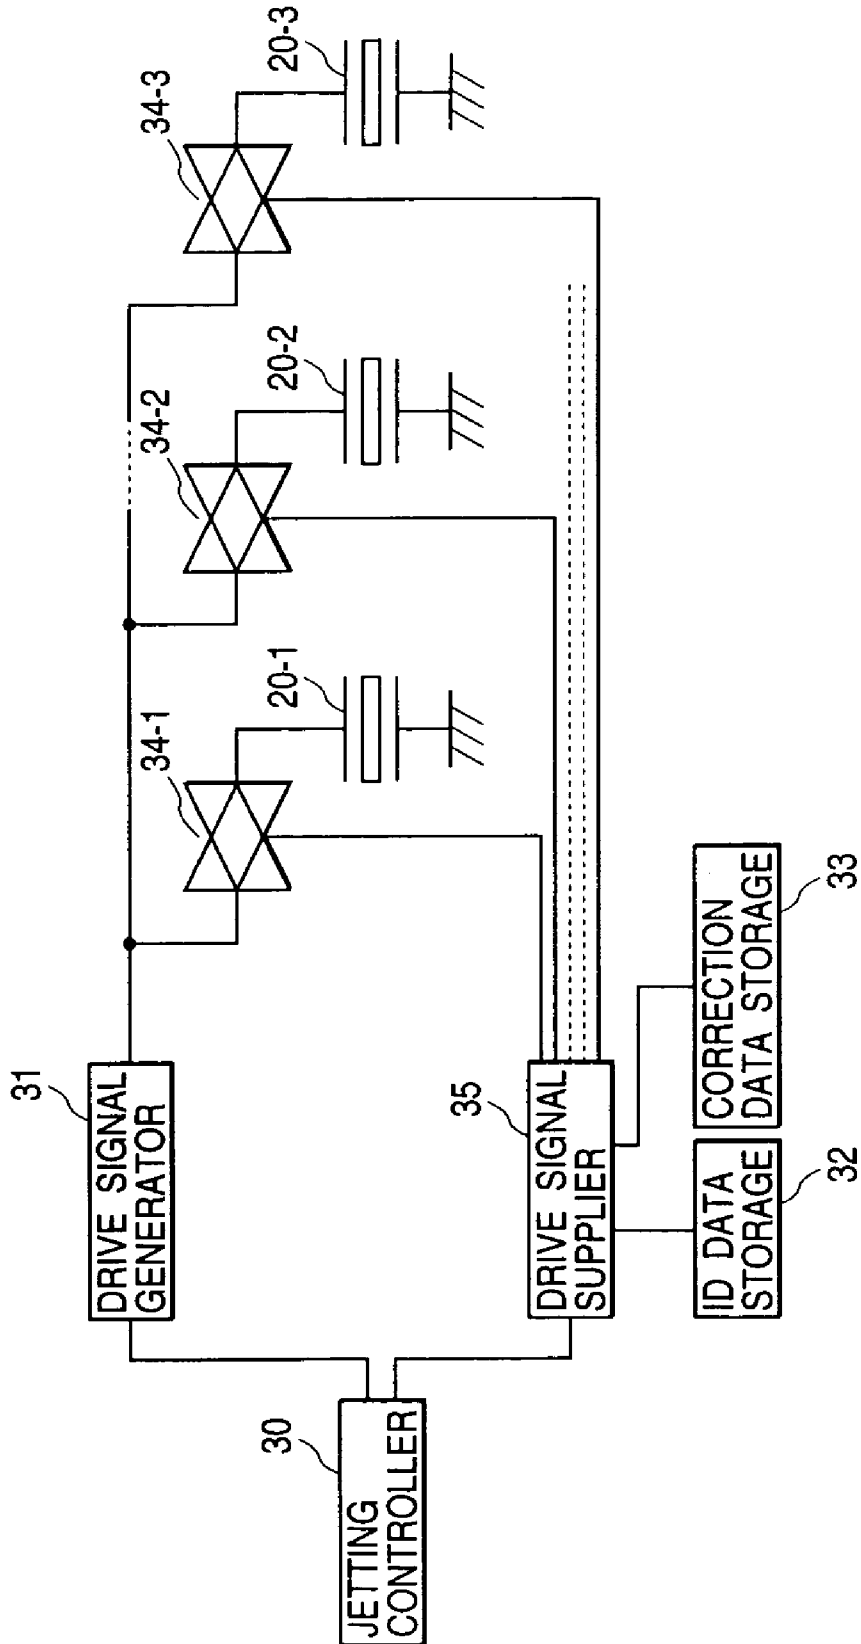 30
JETTING
CONTROLLER
31
DRIVE SIGNAL
GENERATOR
34-1
20-1
34-2
20-2
34-3
20-3
35
DRIVE SIGNAL
SUPPLIER
ID DATA
STORAGE
32
CORRECTION
DATA STORAGE
33